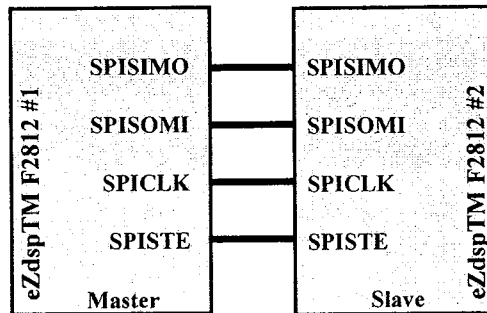 eZdspTM F2812 #1
SPISIMO
SPISOMI
SPICLK
SPISTE
Master
SPISIMO
SPISOMI
SPICLK
SPISTE
Slave
eZdspTM F2812 #2